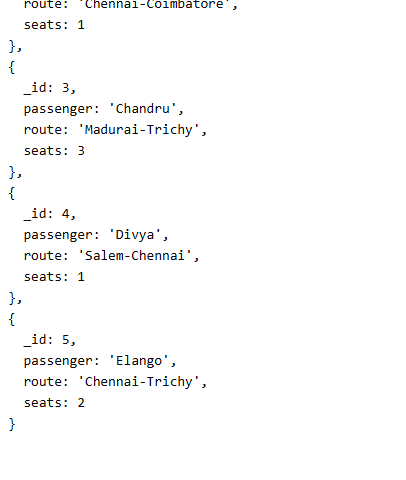 route: 'Chennai-Coimbatore',
seats: 1
},
{
_id: 3,
passenger: 'Chandru',
route: 'Madurai-Trichy',
seats: 3
},
{
_id: 4,
passenger: 'Divya',
route: 'Salem-Chennai',
seats: 1
},
{
_id: 5,
passenger: 'Elango',
route: 'Chennai-Trichy',
seats: 2
}